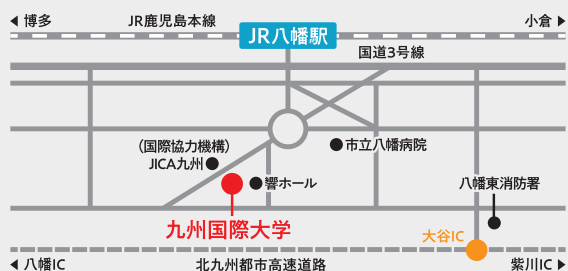 ◀ 博多
JR鹿児島本線
小倉 ▶
JR八幡駅
国道3号線
(国際協力機構)
JICA九州
市立八幡病院
響ホール
八幡東消防署
九州国際大学
大谷IC
◀ 八幡IC
北九州都市高速道路
紫川IC ▶